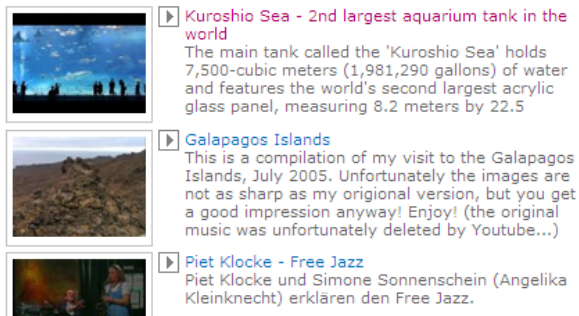 Kuroshio Sea - 2nd largest aquarium tank in the
world
The main tank called the 'Kuroshio Sea' holds
7,500-cubic meters (1,981,290 gallons) of water
and features the world's second largest acrylic
glass panel, measuring 8.2 meters by 22.5
Galapagos Islands
This is a compilation of my visit to the Galapagos
Islands, July 2005. Unfortunately the images are
not as sharp as my origional version, but you get
a good impression anyway! Enjoy! (the original
music was unfortunately deleted by Youtube...)
Piet Klocke - Free Jazz
Piet Klocke und Simone Sonnenschein (Angelika
Kleinknecht) erklären den Free Jazz.